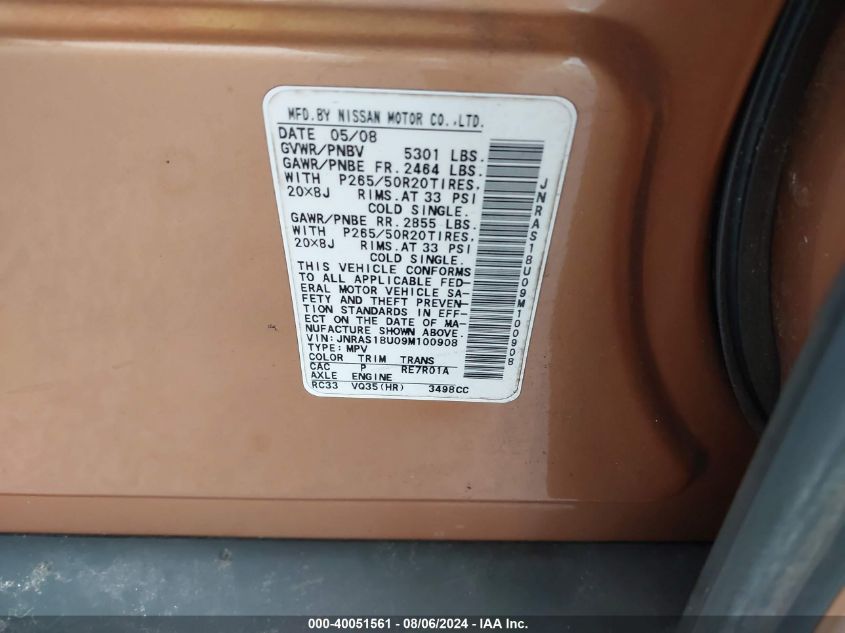 MFD.BY NISSAN MOTOR CO.,LTD.
DATE 05/08
GVWR/PNBV 5301 LBS.
GAWR/PNBE FR. 2464 LBS.
WITH P265/50R20TIRES,
20×8J RIMS.AT 33 PSI
COLD SINGLE.
GAWR/PNBE RR. 2855 LBS.
WITH P265/50R20TIRES,
20×8J RIMS.AT 33 PSI
COLD SINGLE.
THIS VEHICLE CONFORMS
TO ALL APPLICABLE FED-
ERAL MOTOR VEHICLE SA-
FETY AND THEFT PREVEN-
TION STANDARDS IN EFF-
ECT ON THE DATE OF MA-
NUFACTURE SHOWN ABOVE.
VIN: JNRAS18U09M100908
TYPE: MPV
COLOR TRIM TRANS
CAC P RE7R01A
AXLE ENGINE
RC33 VQ35(HR) 3498CC
JNRAS18U09M100908
000-40051561 - 08/06/2024 - IAA Inc.